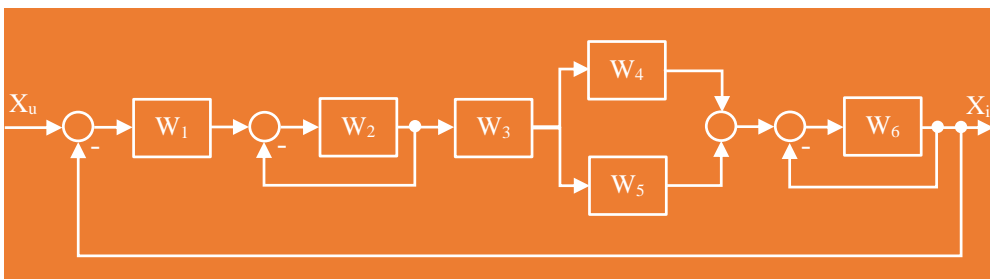 W₄
Xᵤ
Xᵢ
W₁
W₂
W₃
W₆
-
-
-
W₅